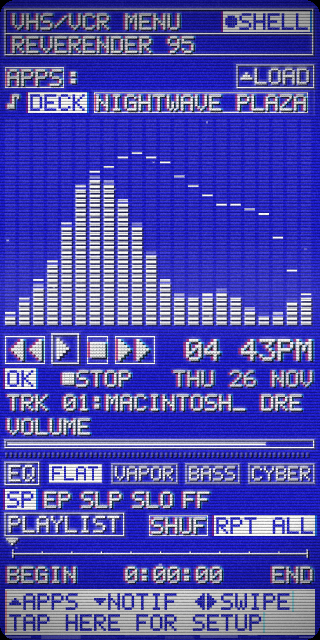 VHS/VCR MENU ●SHELL
REVERENDER 95
APPS: ▲LOAD
♪ DECK NIGHTWAVE PLAZA
04 43PM
OK ■STOP THU 26 NOV
TRK 01:MACINTOSH_ DRE
VOLUME
EQ FLAT VAPOR BASS CYBER
SP EP SLP SLO FF
PLAYLIST SHUF RPT ALL
BEGIN 0:00:00 END
▲APPS ▼NOTIF ◀▶SWIPE
TAP HERE FOR SETUP